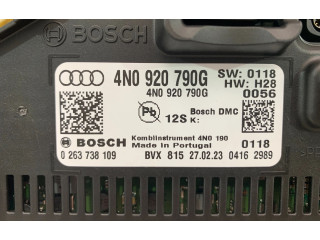 BOSCH
4N0 920 790G SW: 0118
4N0 920 790G HW: H28
0056
Pb 12S Bosch DMC
K:
BOSCH Kombiinstrument 4N0 190 0118
Made in Portugal
0 263 738 109 BVX 815 27.02.23 0416 2989